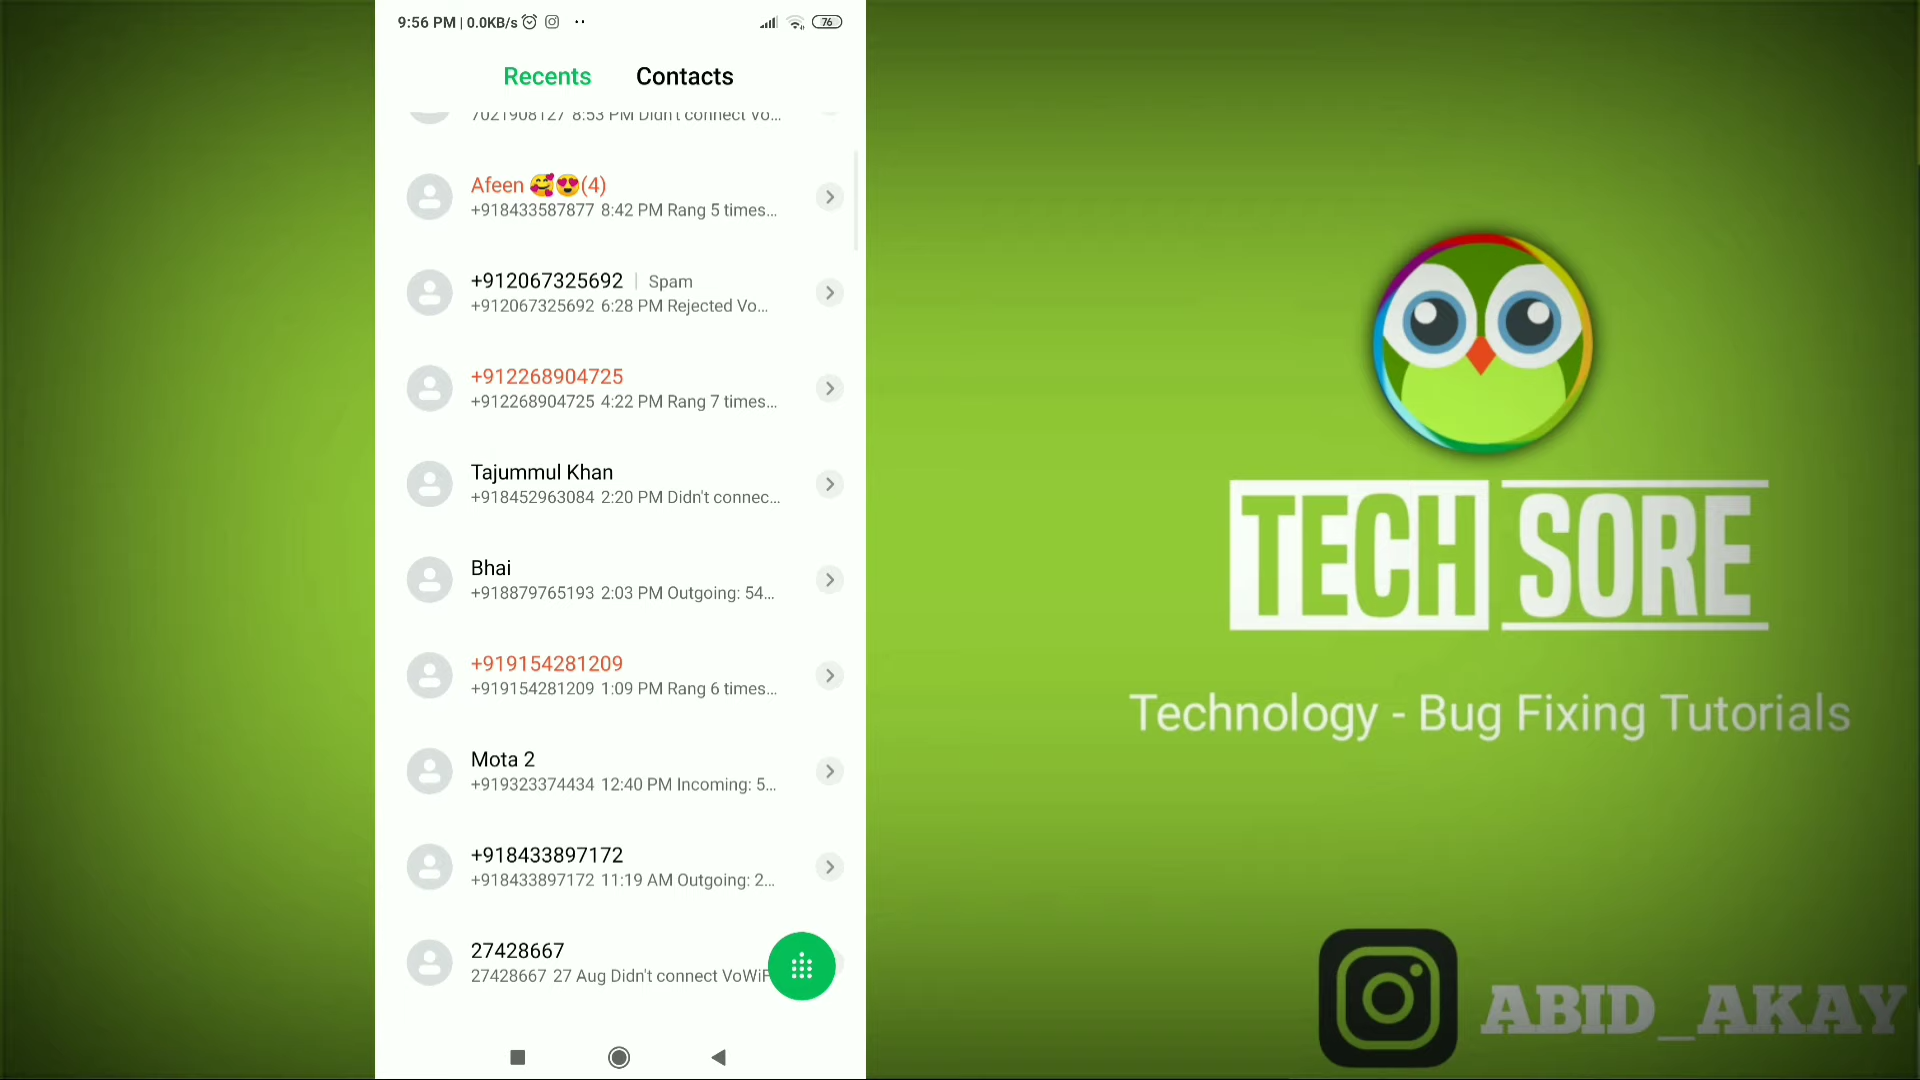 9:56 PM | 0.0KB/s
76
Recents Contacts
7021908127 8:53 PM Didn't connect Vo...
Afeen 🥰😍(4)
+918433587877 8:42 PM Rang 5 times...
+912067325692 | Spam
+912067325692 6:28 PM Rejected Vo...
+912268904725
+912268904725 4:22 PM Rang 7 times...
Tajummul Khan
+918452963084 2:20 PM Didn't connec...
Bhai
+918879765193 2:03 PM Outgoing: 54...
+919154281209
+919154281209 1:09 PM Rang 6 times...
Mota 2
+919323374434 12:40 PM Incoming: 5...
+918433897172
+918433897172 11:19 AM Outgoing: 2...
27428667
27428667 27 Aug Didn't connect VoWiF
TECH SORE
Technology - Bug Fixing Tutorials
ABID_AKAY